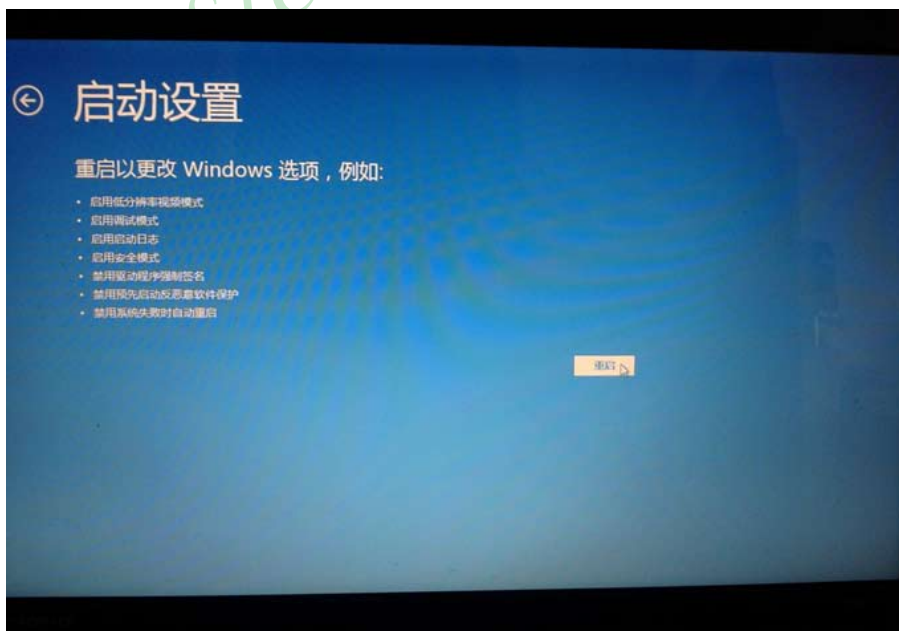 启动设置
重启以更改 Windows 选项，例如:
• 启用低分辨率视频模式
• 启用调试模式
• 启用启动日志
• 启用安全模式
• 禁用驱动程序强制签名
• 禁用预先启动反恶意软件保护
• 禁用系统失败时自动重启
重启